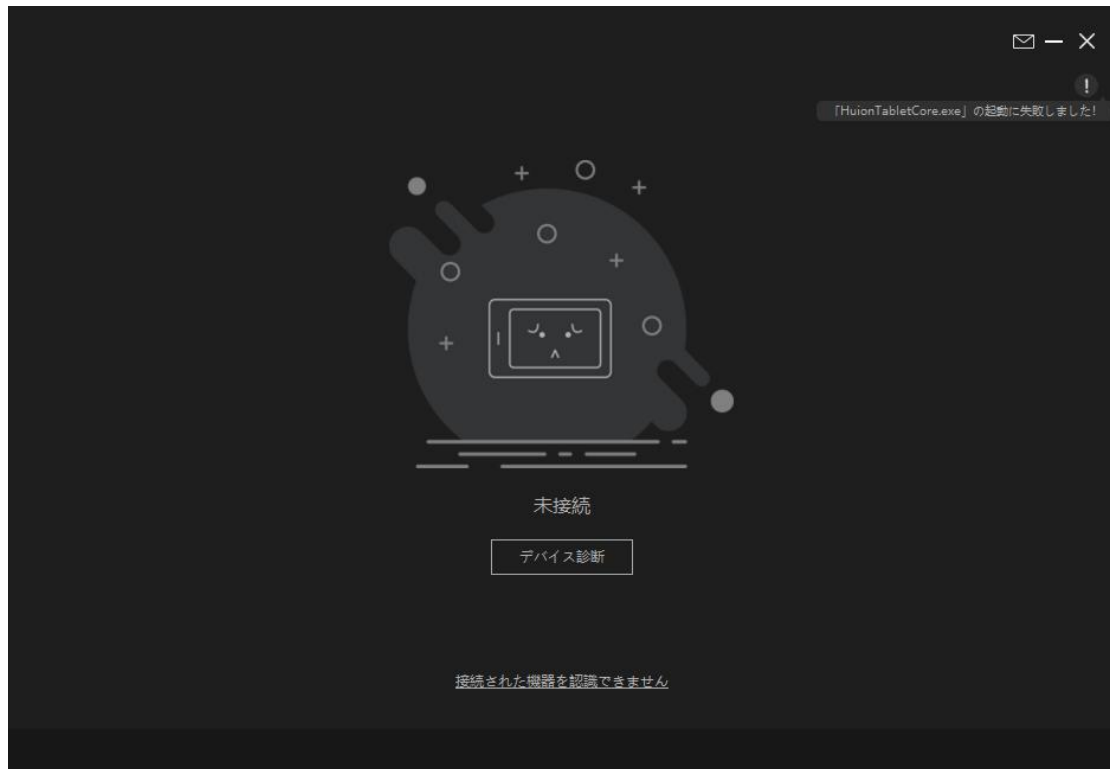 「HuionTabletCore.exe」の起動に失敗しました!
未接続
デバイス診断
接続された機器を認識できません